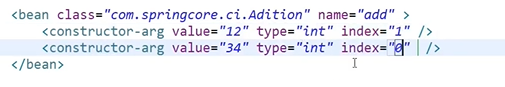 <bean class="com.springcore.ci.Adition" name="add" >
<constructor-arg value="12" type="int" index="1" />
<constructor-arg value="34" type="int" index="0" />
</bean>